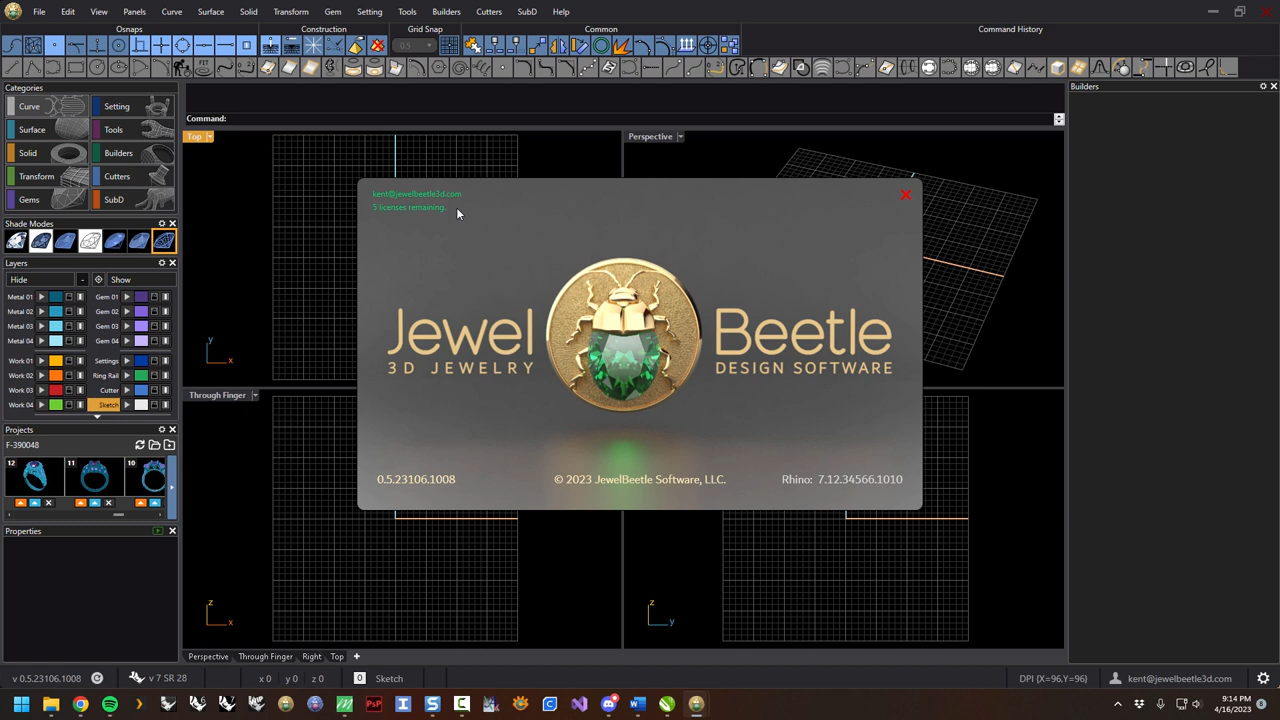 File Edit View Planes Curve Surface Solid Transform Gem Setting Tools Builders Cutters SubD Help
Osnaps Construction Grid Snap Common Command History
0.5
FIT
Categories
Builders
Curve Setting
Surface Tools
Command:
Solid Builders
Top Perspective
Transform Cutters
Gems SubD
kent@jewelbeetle3d.com
5 licenses remaining.
Shade Modes
Layers
Hide - Show
Metal 01 Gem 01
Metal 02 Gem 02
Metal 03 Gem 03
Metal 04 Gem 04
Work 01 Settings
Work 02 Ring Rail
Work 03 Cutter
Work 04 Sketch
y
x
Jewel Beetle
3D JEWELRY DESIGN SOFTWARE
Through Finger
Projects
F-390048
12 11 10
0.5.23106.1008 © 2023 JewelBeetle Software, LLC. Rhino: 7.12.34566.1010
Properties
z z
x y
Perspective Through Finger Right Top +
v 0.5.23106.1008 v 7 SR 28 x 0 y 0 z 0 0 Sketch DPI (X=96,Y=96) kent@jewelbeetle3d.com
PsP
9:14 PM
4/16/2023